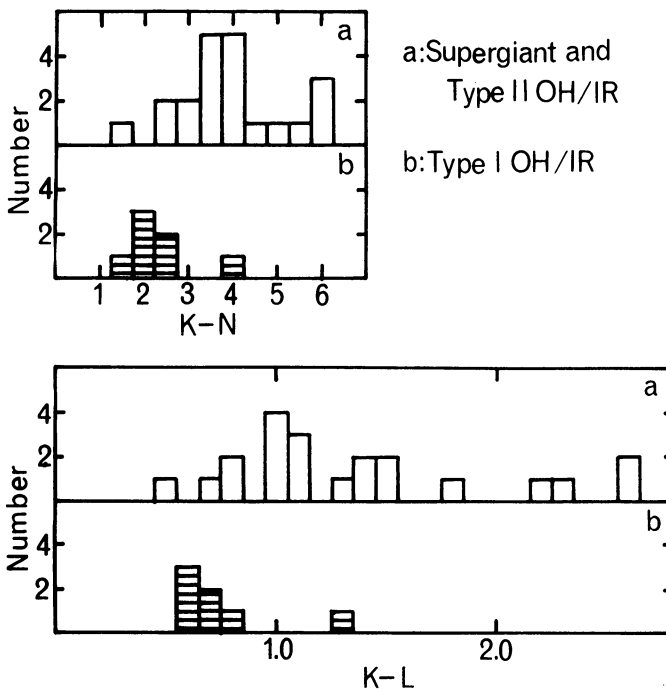 a
a:Supergiant and
Type II OH/IR
4
2
Number
b
b:Type I OH/IR
4
2
1 2 3 4 5 6
K-N
a
4
2
Number
b
4
2
1.0 2.0
K-L